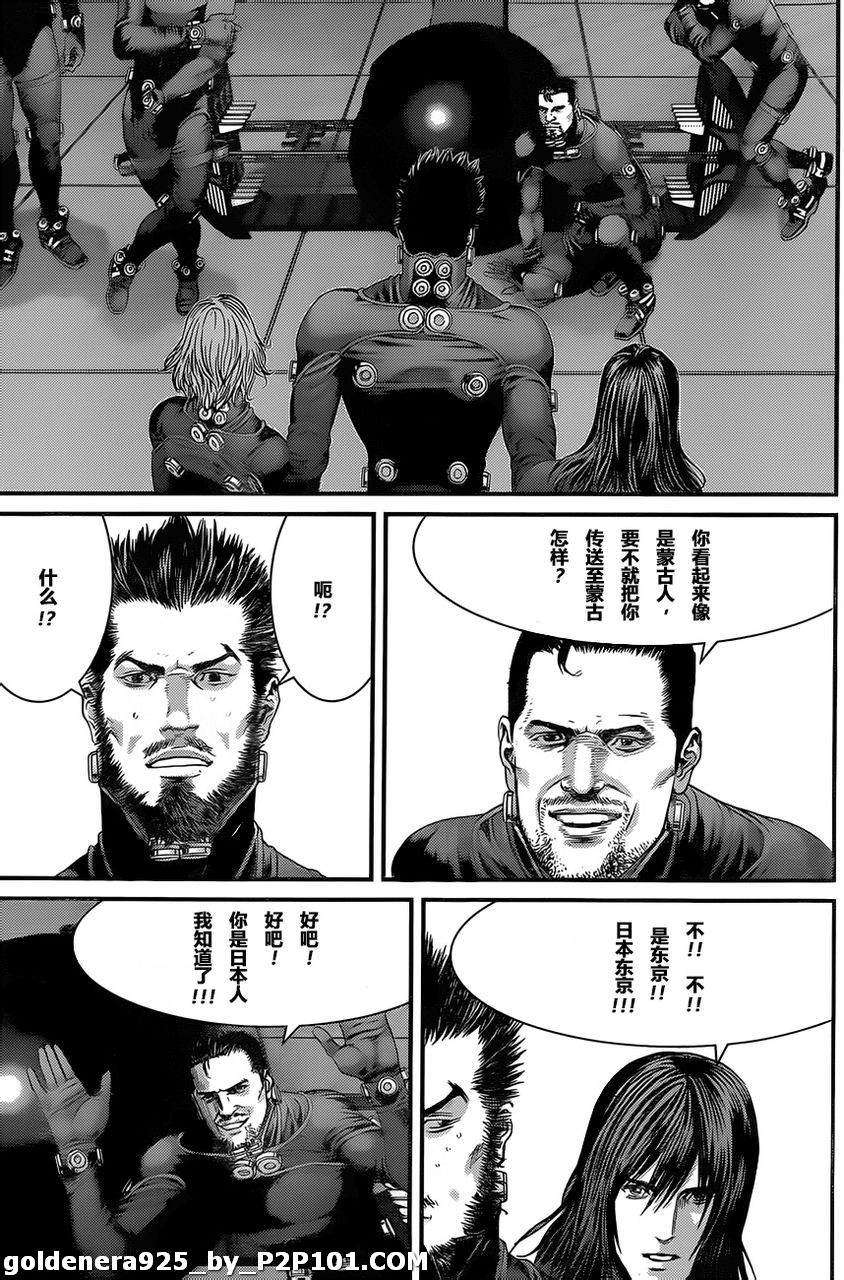 你看起来像
是蒙古人，
要不就把你
传送至蒙古
怎样？
呃
!?
什么
!?
不!! 不!!
是东京!!
日本东京!!!
好吧!
好吧!
你是日本人
我知道了!!!
goldenera925_by_P2P101.COM